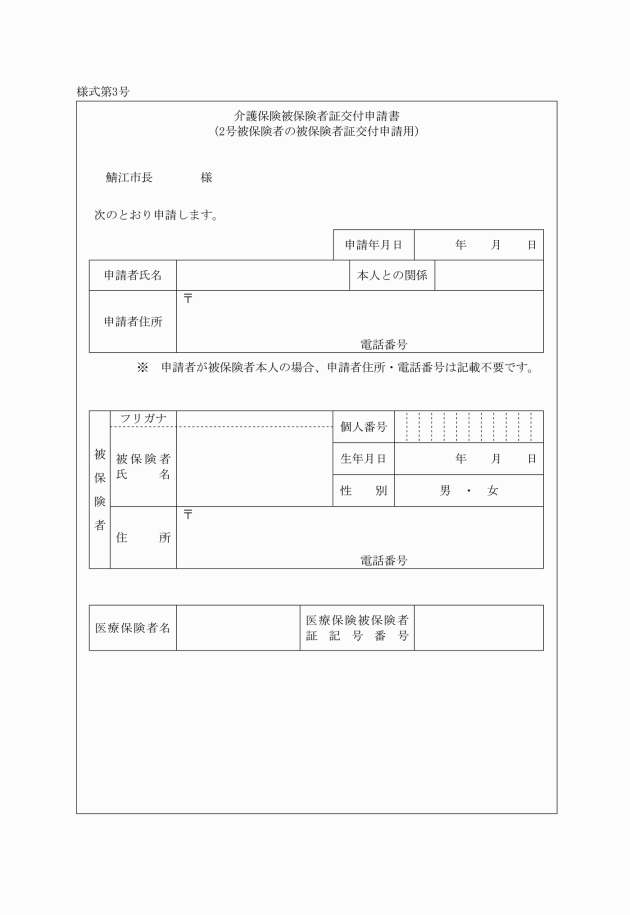 様式第3号
介護保険被保険者証交付申請書
（2号被保険者の被保険者証交付申請用）
鯖江市長　　　　様
次のとおり申請します。
申請年月日　　　年　　月　　日
申請者氏名　　　本人との関係
〒
申請者住所
電話番号
※　申請者が被保険者本人の場合、申請者住所・電話番号は記載不要です。
被保険者
フリガナ
被保険者
氏　　名
個人番号
生年月日　　　年　　月　　日
性　別　　　男　・　女
〒
住　　所
電話番号
医療保険者名
医療保険被保険者
証　記　号　番　号